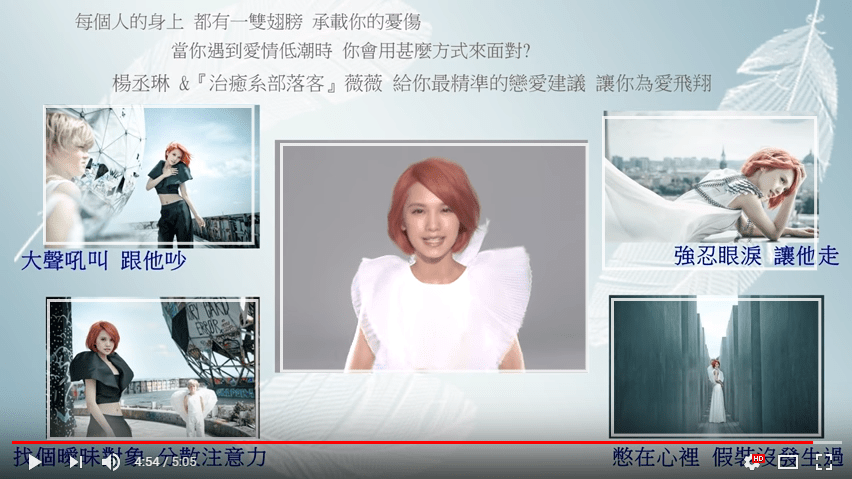 每個人的身上 都有一雙翅膀 承載你的憂傷
當你遇到愛情低潮時 你會用甚麼方式來面對?
楊丞琳 &『治癒系部落客』薇薇 給你最精準的戀愛建議 讓你為愛飛翔
大聲吼叫 跟他吵
強忍眼淚 讓他走
找個曖昧對象 分散注意力
憋在心裡 假裝沒發生過
4:54 / 5:05
HD